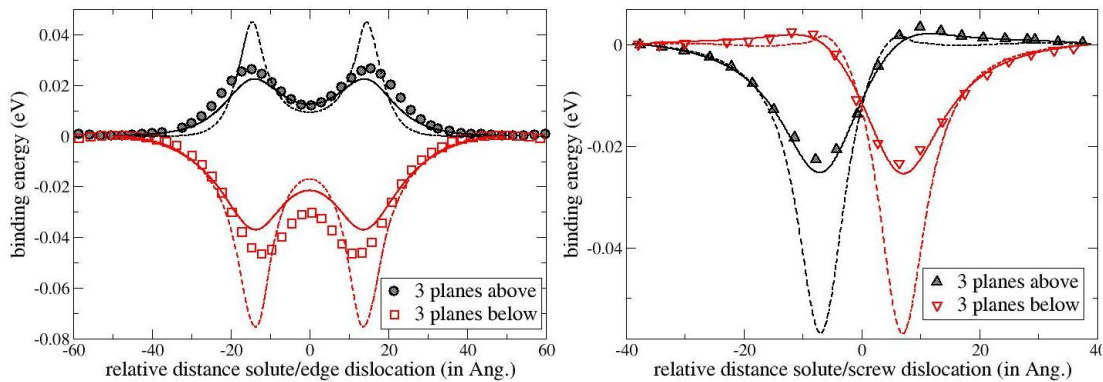 0.04
0.02
0
-0.02
-0.04
-0.06
-0.08
binding energy (eV)
3 planes above
3 planes below
-60 -40 -20 0 20 40 60
relative distance solute/edge dislocation (in Ang.)
0
-0.02
-0.04
binding energy (eV)
3 planes above
3 planes below
-40 -20 0 20 40
relative distance solute/screw dislocation (in Ang.)